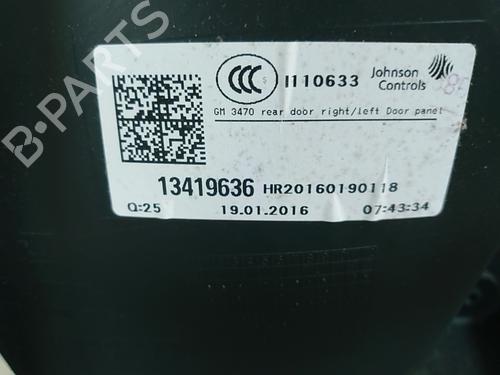 CCC S I110633 Johnson Controls
GM 3470 rear door right/left Door panel
13419636 HR20160190118
Q:25 19.01.2016 07:43:34